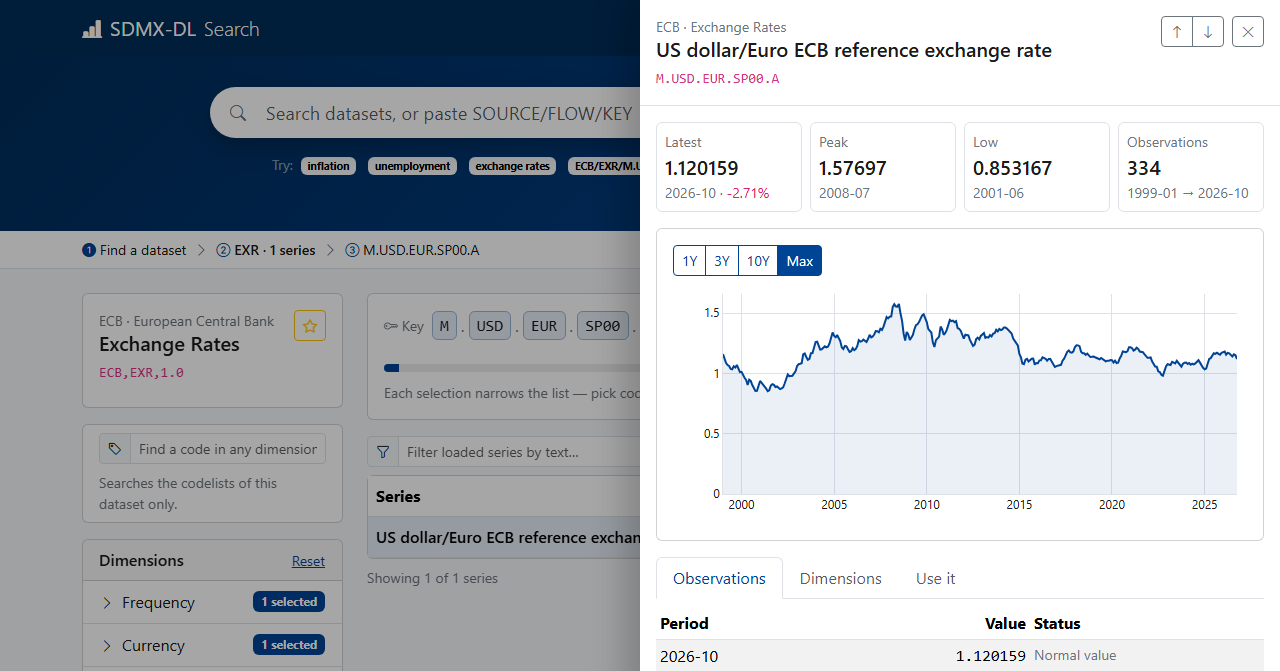 SDMX-DL Search
Search datasets, or paste SOURCE/FLOW/KEY
Try: inflation unemployment exchange rates ECB/EXR/M.U
1 Find a dataset > 2 EXR · 1 series > 3 M.USD.EUR.SP00.A
ECB · European Central Bank
Exchange Rates
ECB,EXR,1.0
Find a code in any dimension
Searches the codelists of this
dataset only.
Dimensions Reset
Frequency 1 selected
Currency 1 selected
Key M . USD . EUR . SP00 .
Each selection narrows the list — pick co
Filter loaded series by text...
Series
US dollar/Euro ECB reference exchan
Showing 1 of 1 series
ECB · Exchange Rates
US dollar/Euro ECB reference exchange rate
M.USD.EUR.SP00.A
Latest
1.120159
2026-10 · -2.71%
Peak
1.57697
2008-07
Low
0.853167
2001-06
Observations
334
1999-01 → 2026-10
1Y 3Y 10Y Max
1.5
1
0.5
0
2000 2005 2010 2015 2020 2025
Observations Dimensions Use it
Period Value Status
2026-10 1.120159 Normal value